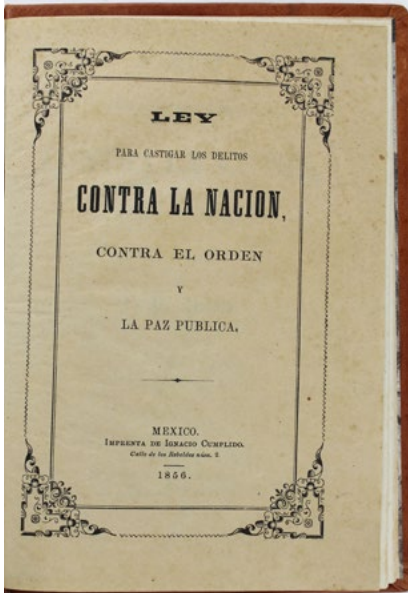 LEY
PARA CASTIGAR LOS DELITOS
CONTRA LA NACION,
CONTRA EL ORDEN
Y
LA PAZ PUBLICA.
MEXICO.
IMPRENTA DE IGNACIO CUMPLIDO.
Calle de los Rebeldes núm. 2.
1856.